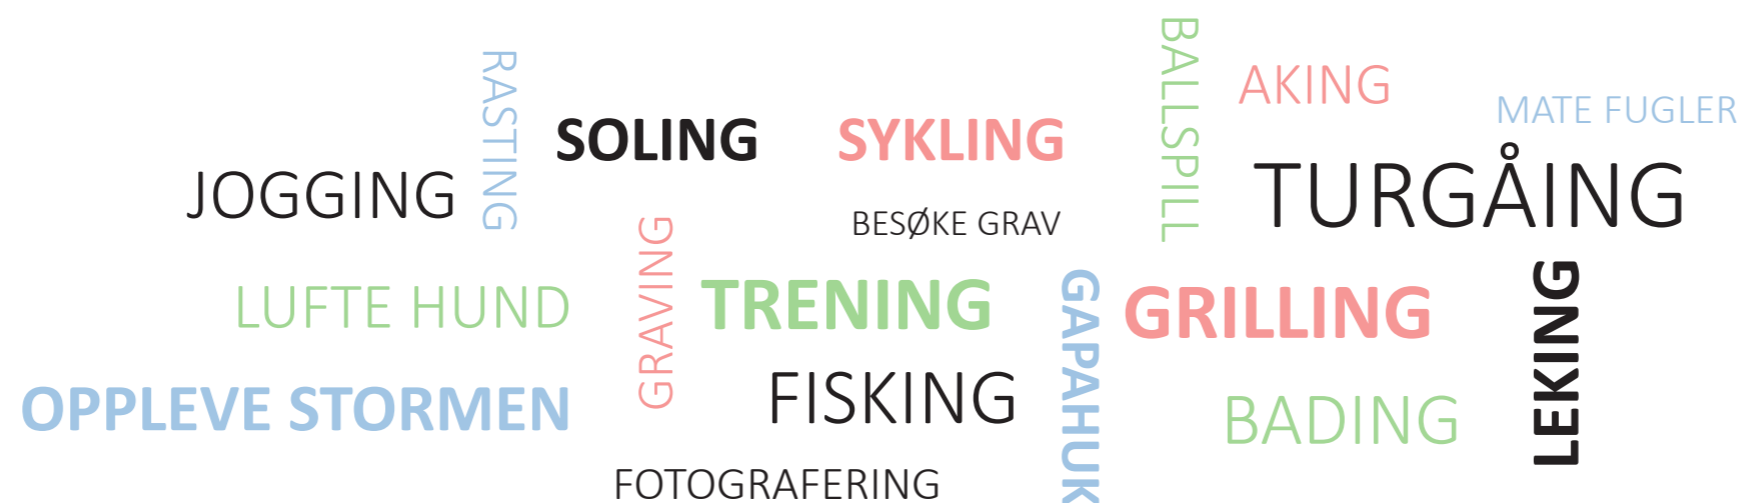 BALLSPILL
RASTING
AKING
MATE FUGLER
SOLING
SYKLING
JOGGING
TURGÅING
BESØKE GRAV
GRAVING
LUFTE HUND
TRENING
GAPAHUK
GRILLING
LEKING
OPPLEVE STORMEN
FISKING
BADING
FOTOGRAFERING